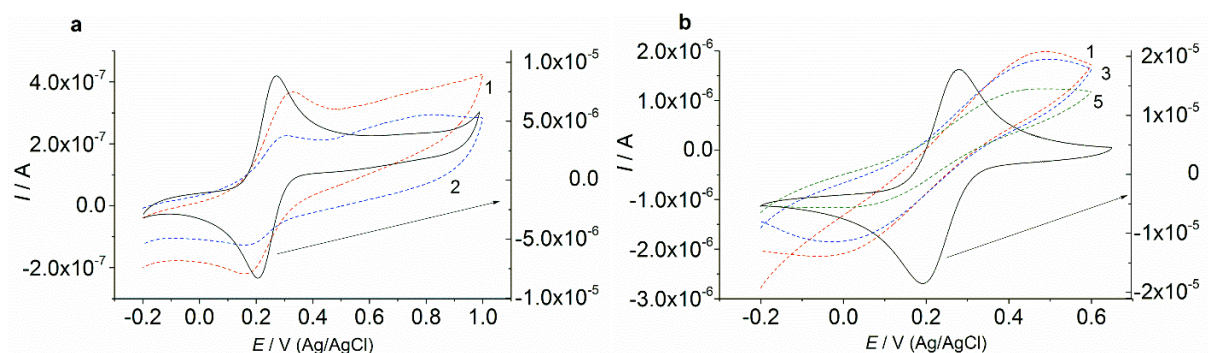 a
4.0x10⁻⁷
2.0x10⁻⁷
0.0
-2.0x10⁻⁷
I / A
1.0x10⁻⁵
5.0x10⁻⁶
0.0
-5.0x10⁻⁶
-1.0x10⁻⁵
1
2
-0.2 0.0 0.2 0.4 0.6 0.8 1.0
E / V (Ag/AgCl)
b
2.0x10⁻⁶
1.0x10⁻⁶
0.0
-1.0x10⁻⁶
-2.0x10⁻⁶
-3.0x10⁻⁶
I / A
2x10⁻⁵
1x10⁻⁵
0
-1x10⁻⁵
-2x10⁻⁵
1
3
5
-0.2 0.0 0.2 0.4 0.6
E / V (Ag/AgCl)